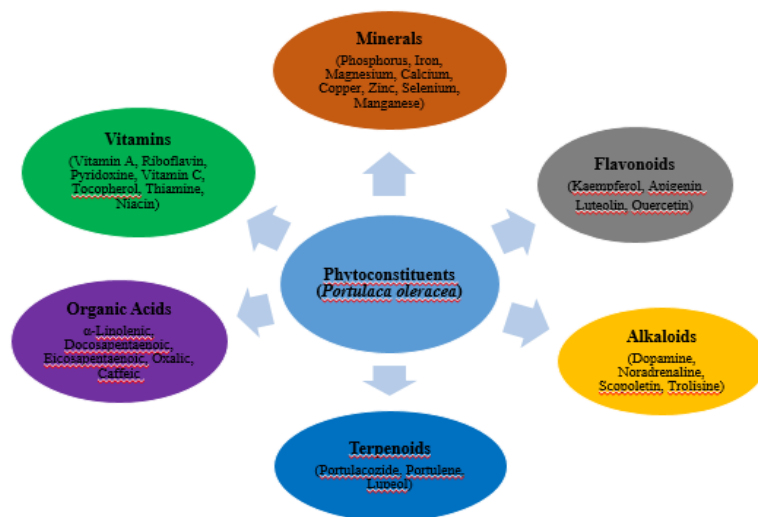 Minerals
(Phosphorus, Iron,
Magnesium, Calcium,
Copper, Zinc, Selenium,
Manganese)
Vitamins
(Vitamin A, Riboflavin,
Pyridoxine, Vitamin C,
Tocopherol, Thiamine,
Niacin)
Flavonoids
(Kaempferol, Apigenin
Luteolin, Quercetin)
Phytoconstituents
(Portulaca oleracea)
Organic Acids
α-Linolenic,
Docosapentaenoic,
Eicosapentaenoic, Oxalic,
Caffeic
Alkaloids
(Dopamine,
Noradrenaline,
Scopoletin, Trolisine)
Terpenoids
(Portulacozide, Portulene,
Lupeol)